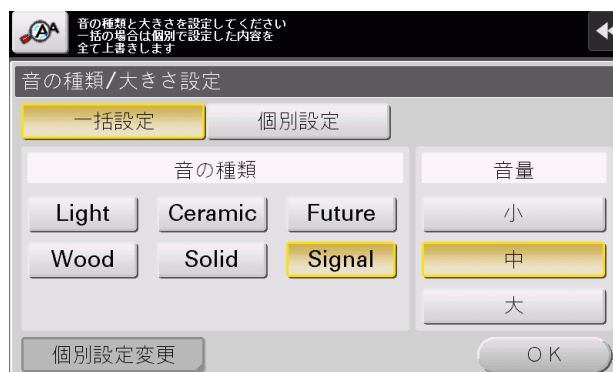 音の種類と大きさを設定してください
一括の場合は個別で設定した内容を
全て上書きします
音の種類/大きさ設定
一括設定 個別設定
音の種類 音量
Light Ceramic Future 小
Wood Solid Signal 中
大
個別設定変更 OK